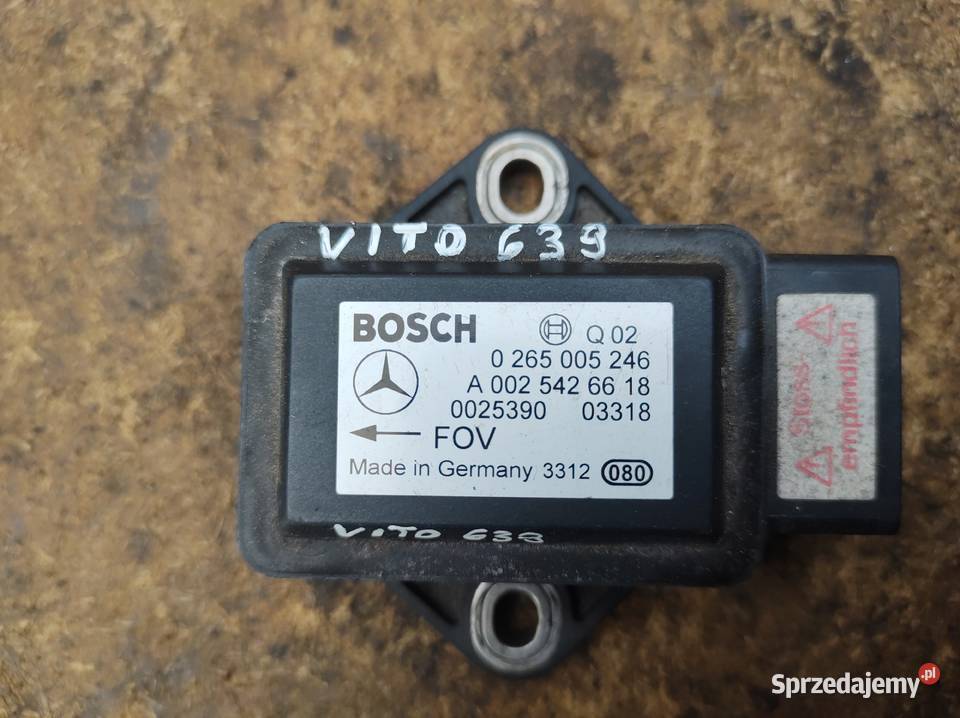 VITO 639
BOSCH Q 02
0 265 005 246
A 002 542 66 18
0025390 03318
FOV
Made in Germany 3312 080
VITO 639
Stoss-
empfindlich
Sprzedajemy.pl